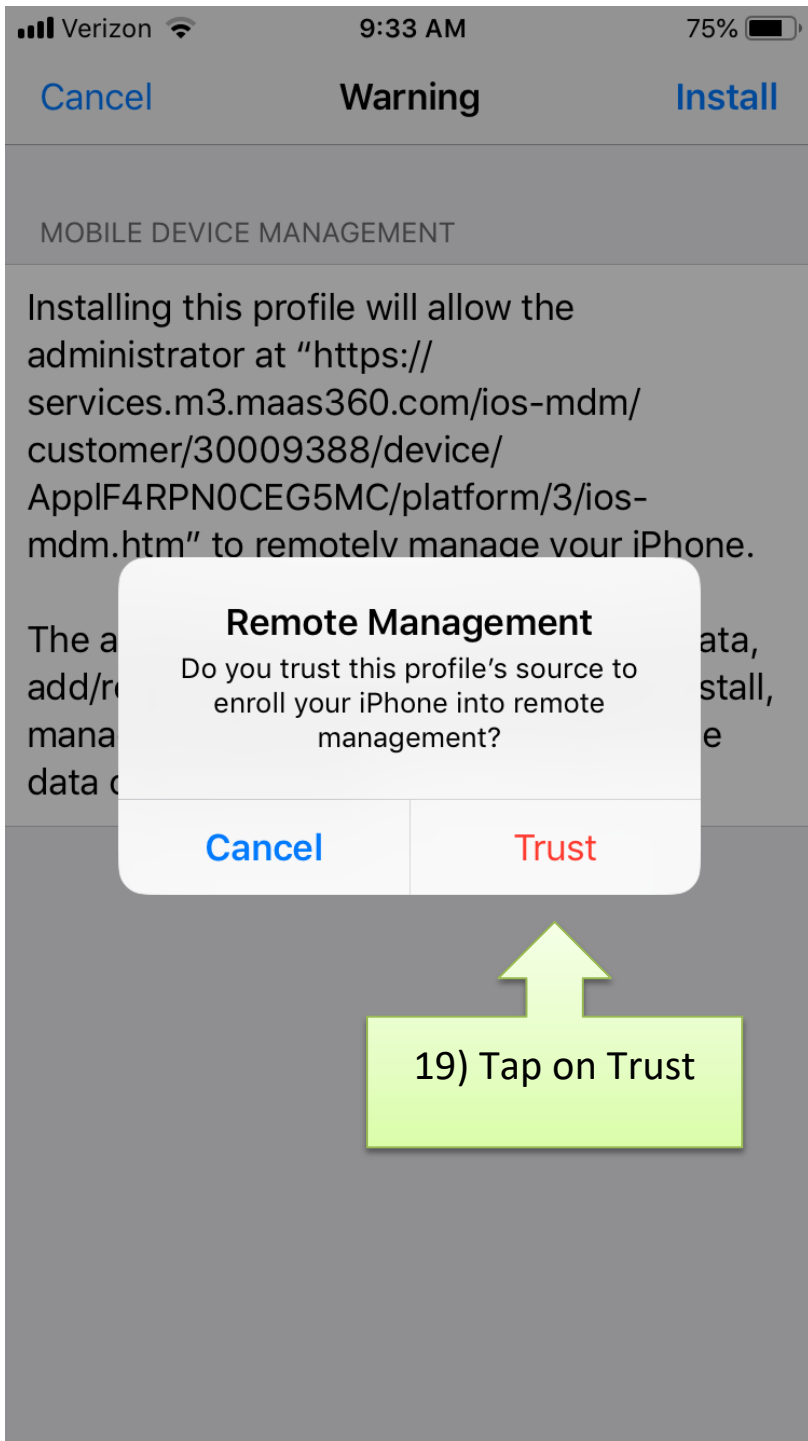 Verizon 9:33 AM 75%
Cancel Warning Install
MOBILE DEVICE MANAGEMENT
Installing this profile will allow the
administrator at “https://
services.m3.maas360.com/ios-mdm/
customer/30009388/device/
ApplF4RPN0CEG5MC/platform/3/ios-
mdm.htm” to remotely manage your iPhone.
The
add/
data
Remote Management
Do you trust this profile’s source to
enroll your iPhone into remote
management?
Cancel Trust
19) Tap on Trust